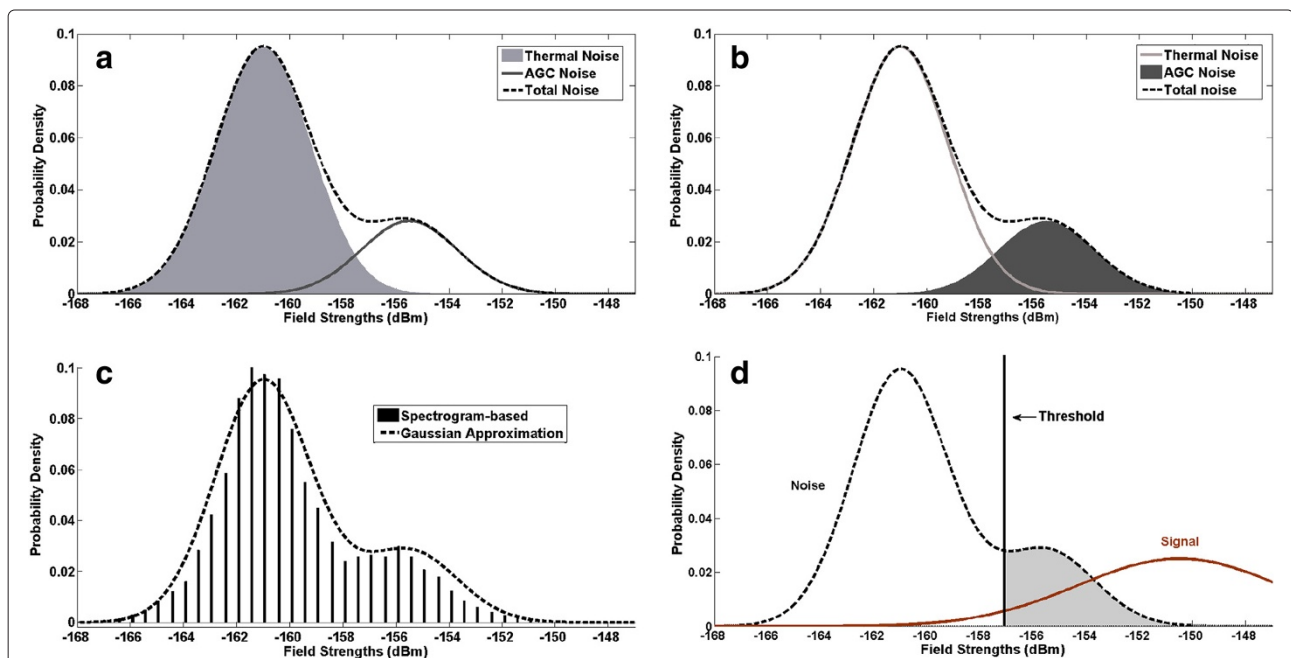 a
Thermal Noise
AGC Noise
Total Noise
0.1
0.08
0.06
0.04
0.02
0
Probability Density
-168 -166 -164 -162 -160 -158 -156 -154 -152 -150 -148
Field Strengths (dBm)
b
Thermal Noise
AGC Noise
Total noise
0.1
0.08
0.06
0.04
0.02
0
Probability Density
-168 -166 -164 -162 -160 -158 -156 -154 -152 -150 -148
Field Strengths (dBm)
c
Spectrogram-based
Gaussian Approximation
0.1
0.08
0.06
0.04
0.02
0
Probability Density
-168 -166 -164 -162 -160 -158 -156 -154 -152 -150 -148
Field Strengths (dBm)
d
Threshold
Noise
Signal
0.1
0.08
0.06
0.04
0.02
0
Probability Density
-168 -166 -164 -162 -160 -158 -156 -154 -152 -150 -148
Field Strengths (dBm)